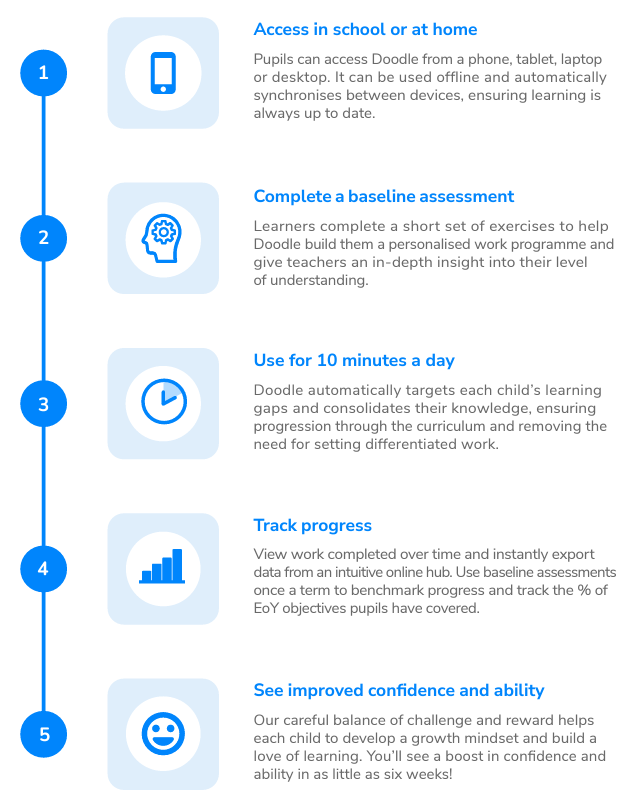 1
Access in school or at home
Pupils can access Doodle from a phone, tablet, laptop
or desktop. It can be used offline and automatically
synchronises between devices, ensuring learning is
always up to date.
2
Complete a baseline assessment
Learners complete a short set of exercises to help
Doodle build them a personalised work programme and
give teachers an in-depth insight into their level
of understanding.
3
Use for 10 minutes a day
Doodle automatically targets each child’s learning
gaps and consolidates their knowledge, ensuring
progression through the curriculum and removing the
need for setting differentiated work.
4
Track progress
View work completed over time and instantly export
data from an intuitive online hub. Use baseline assessments
once a term to benchmark progress and track the % of
EoY objectives pupils have covered.
5
See improved confidence and ability
Our careful balance of challenge and reward helps
each child to develop a growth mindset and build a
love of learning. You’ll see a boost in confidence and
ability in as little as six weeks!